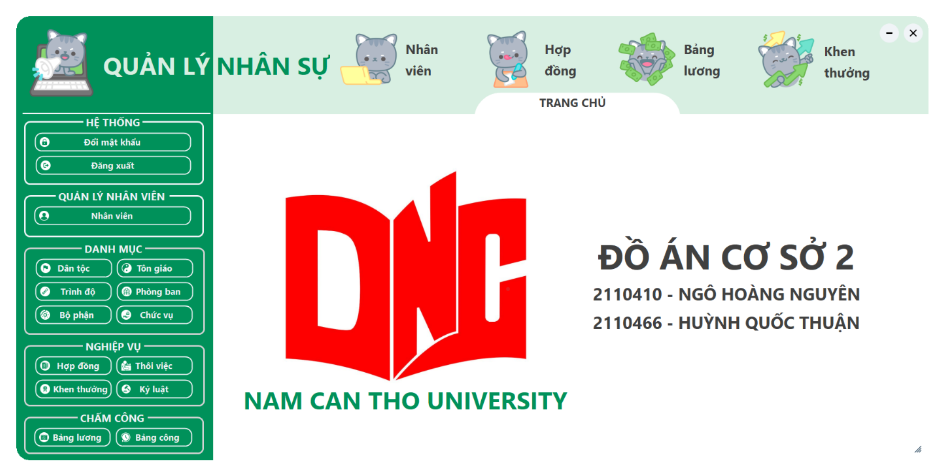 QUẢN LÝ NHÂN SỰ
Nhân
viên
Hợp
đồng
Bảng
lương
Khen
thưởng
TRANG CHỦ
HỆ THỐNG
Đổi mật khẩu
Đăng xuất
QUẢN LÝ NHÂN VIÊN
Nhân viên
DANH MỤC
Dân tộc
Tôn giáo
Trình độ
Phòng ban
Bộ phận
Chức vụ
NGHIỆP VỤ
Hợp đồng
Thôi việc
Khen thưởng
Kỷ luật
CHẤM CÔNG
Bảng lương
Bảng công
DNC
NAM CAN THO UNIVERSITY
ĐỒ ÁN CƠ SỞ 2
2110410 - NGÔ HOÀNG NGUYÊN
2110466 - HUỲNH QUỐC THUẬN